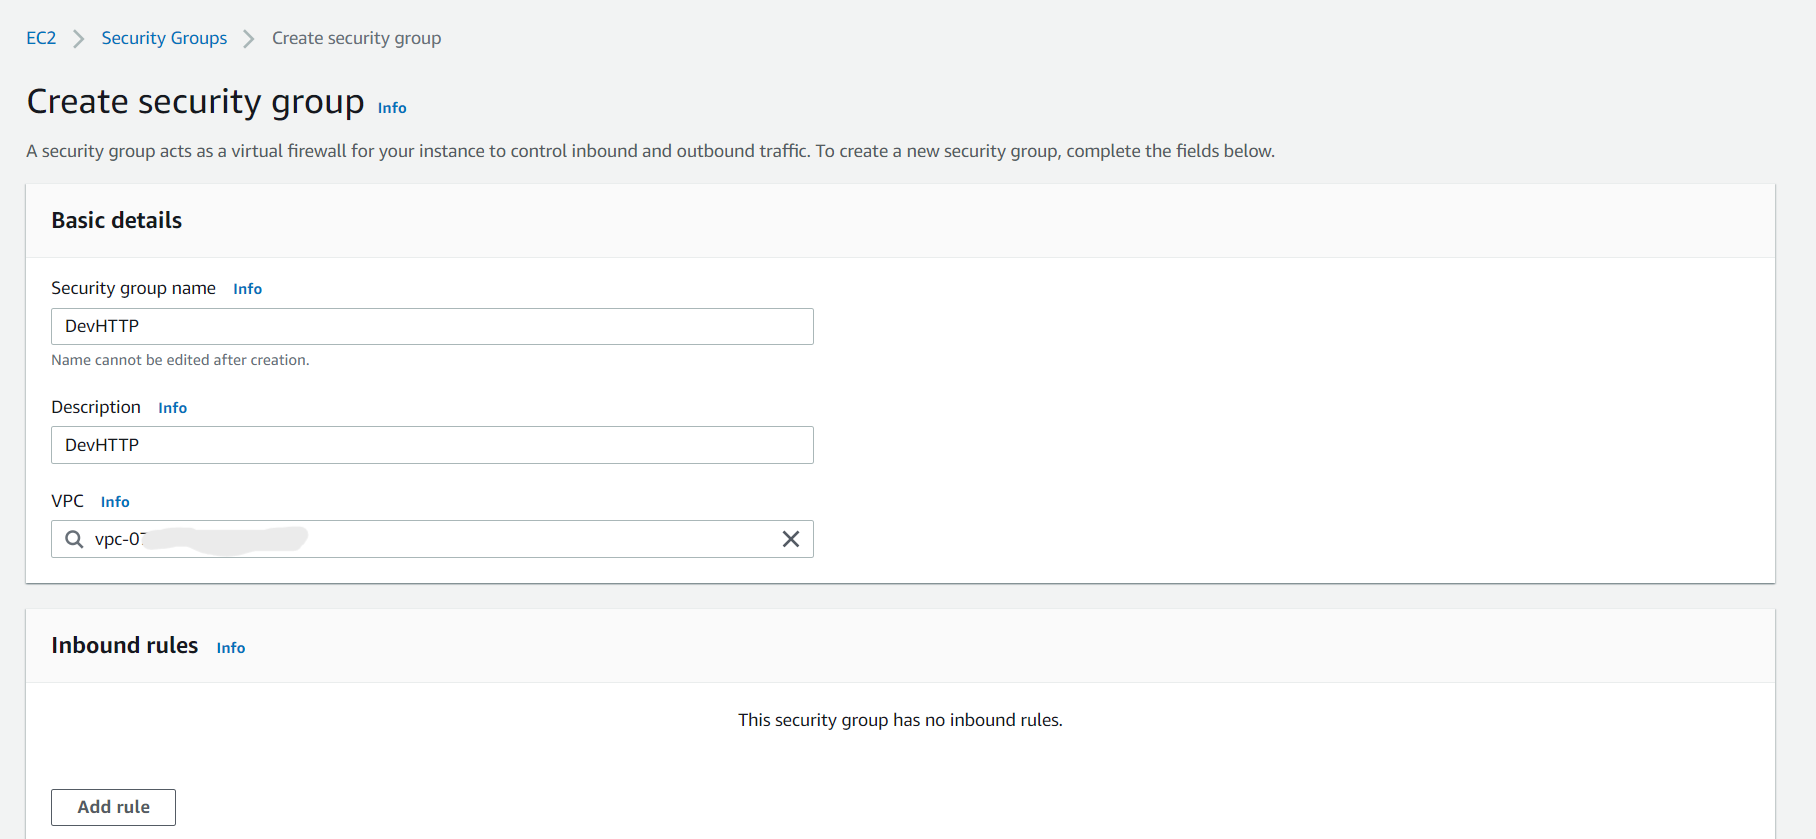 EC2 > Security Groups > Create security group
Create security group Info
A security group acts as a virtual firewall for your instance to control inbound and outbound traffic. To create a new security group, complete the fields below.
Basic details
Security group name Info
DevHTTP
Name cannot be edited after creation.
Description Info
DevHTTP
VPC Info
vpc-07
Inbound rules Info
This security group has no inbound rules.
Add rule